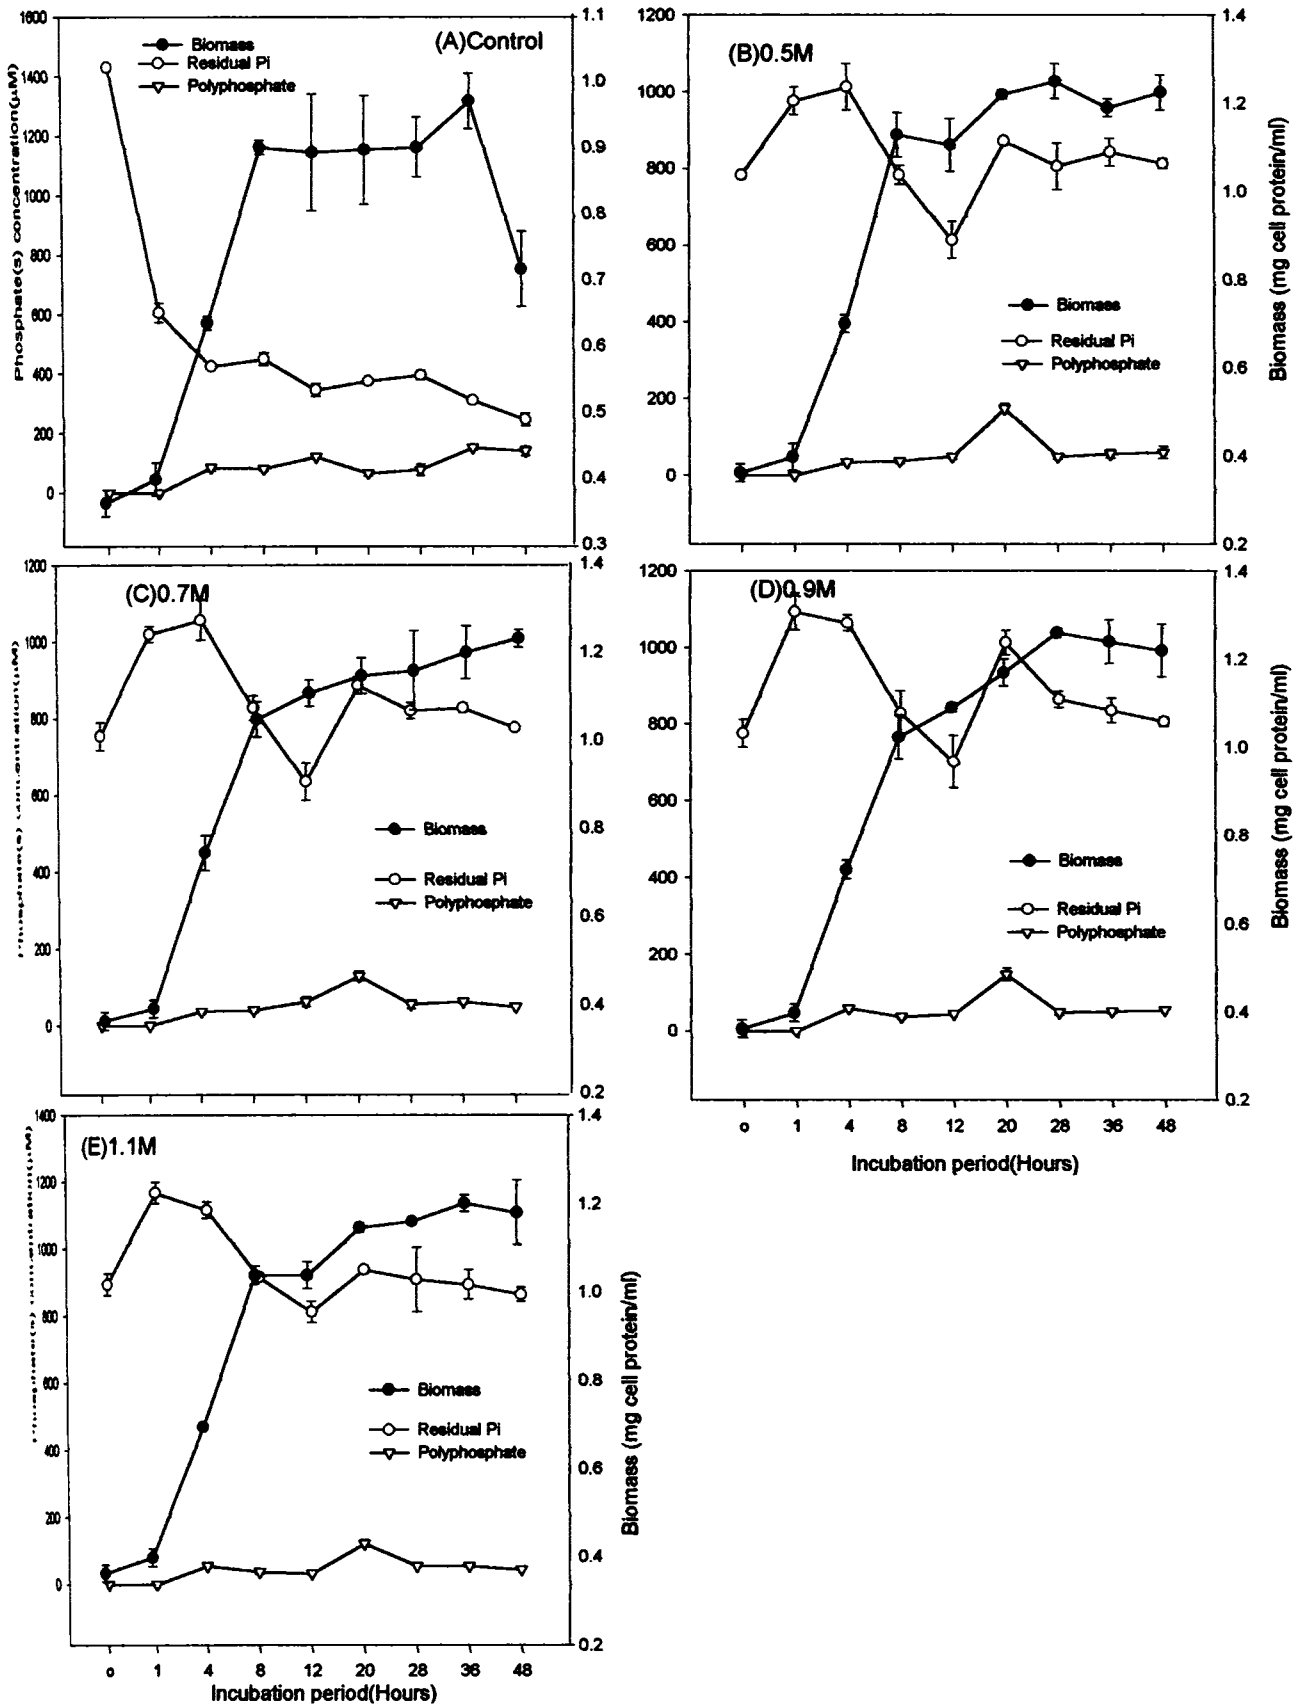 (A)Control
Biomass
Residual Pi
Polyphosphate
Phosphate(s) concentration(μM)
1600
1400
1200
1000
800
600
400
200
0
1.1
1.0
0.9
0.8
0.7
0.6
0.5
0.4
0.3
(B)0.5M
Biomass
Residual Pi
Polyphosphate
1200
1000
800
600
400
200
0
1.4
1.2
1.0
0.8
0.6
0.4
0.2
Biomass (mg cell protein/ml)
(C)0.7M
Biomass
Residual Pi
Polyphosphate
1200
1000
800
600
400
200
0
1.4
1.2
1.0
0.8
0.6
0.4
0.2
(D)0.9M
Biomass
Residual Pi
Polyphosphate
1200
1000
800
600
400
200
0
1.4
1.2
1.0
0.8
0.6
0.4
0.2
Biomass (mg cell protein/ml)
0 1 4 8 12 20 28 36 48
Incubation period(Hours)
(E)1.1M
Biomass
Residual Pi
Polyphosphate
1400
1200
1000
800
600
400
200
0
1.4
1.2
1.0
0.8
0.6
0.4
0.2
Biomass (mg cell protein/ml)
0 1 4 8 12 20 28 36 48
Incubation period(Hours)